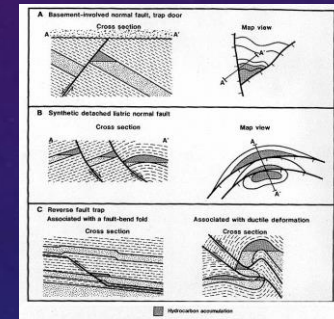 A Basement-involved normal fault, trap door
Cross section
Map view
A A'
A A'
B Synthetic detached listric normal fault
Cross section
Map view
A A'
A
A'
C Reverse fault trap
Associated with a fault-bend fold
Associated with ductile deformation
Cross section
Cross section
Hydrocarbon accumulation